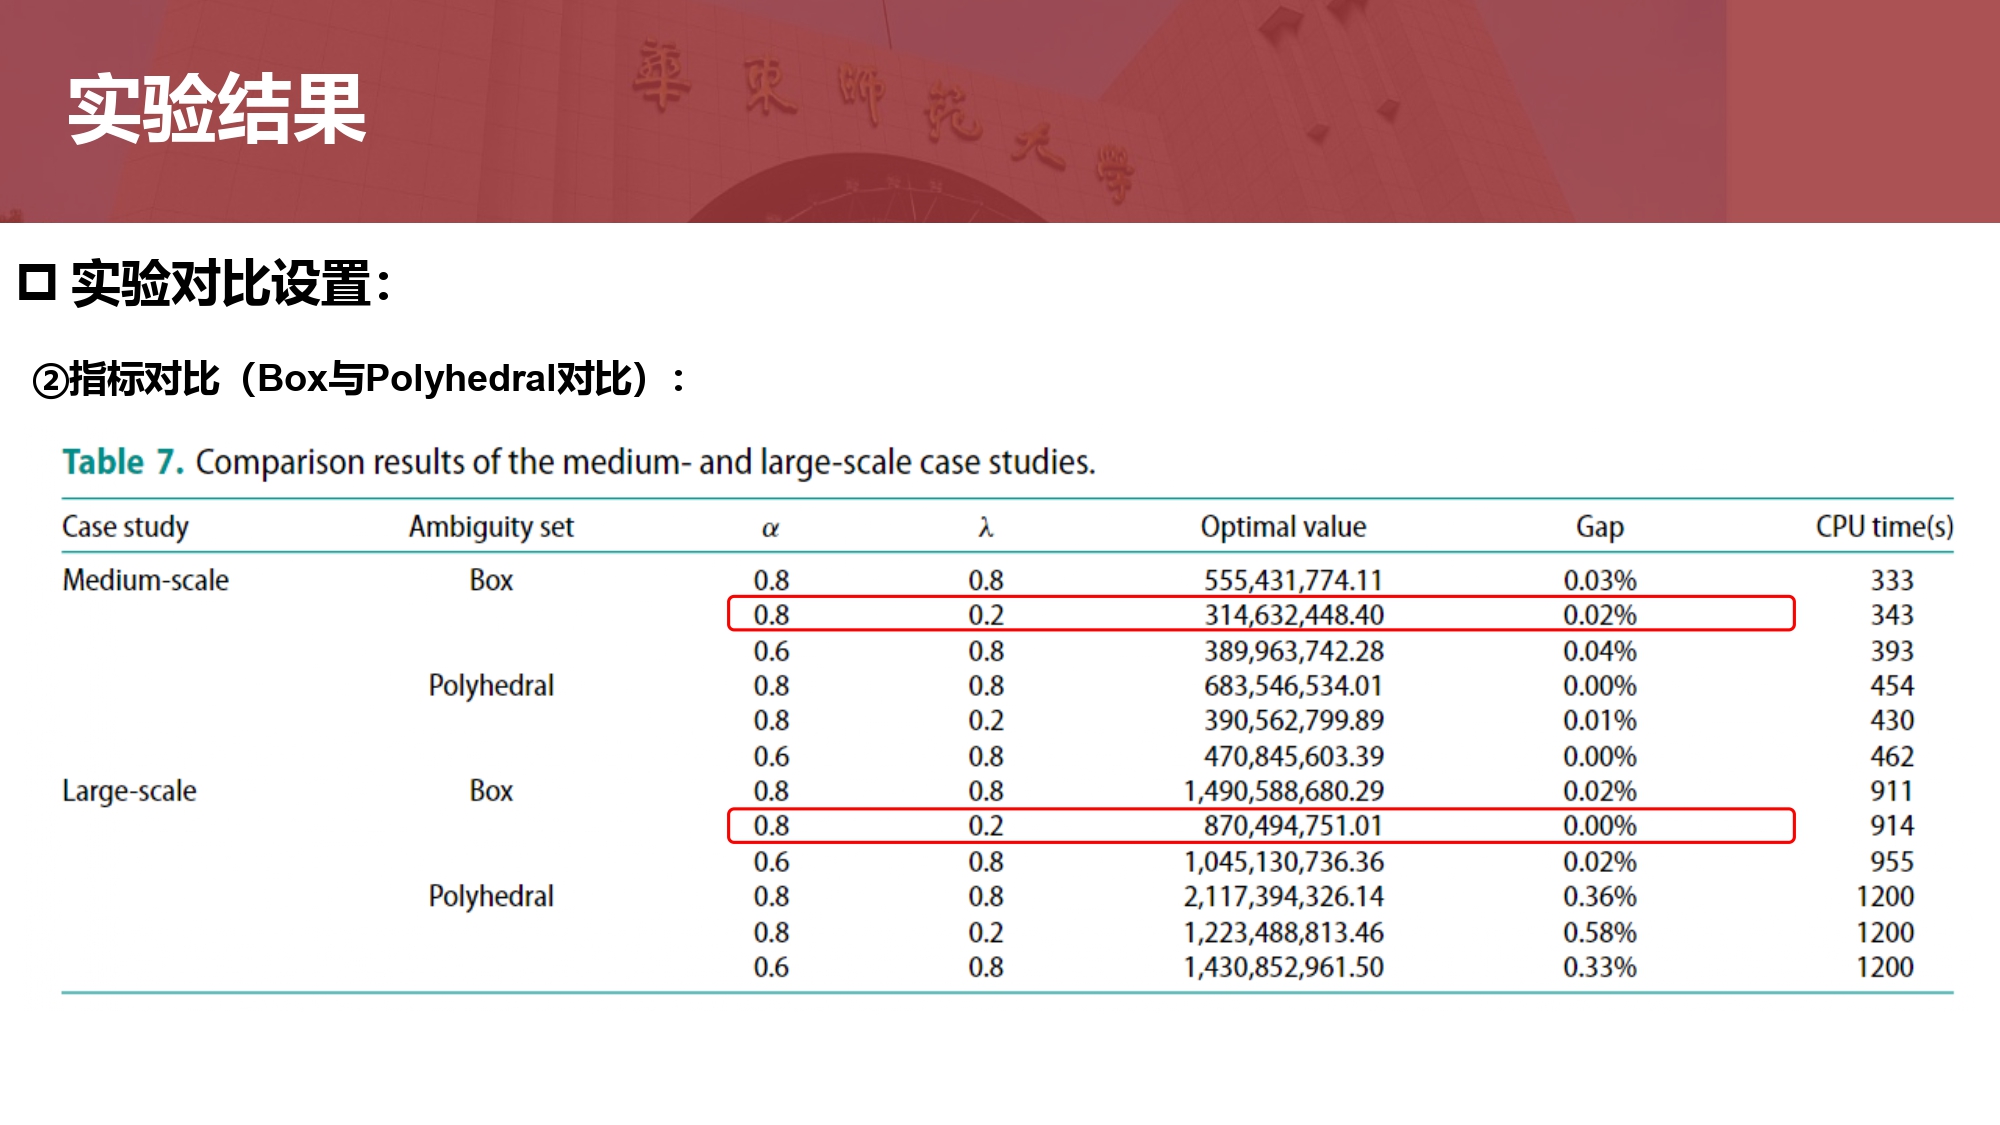 華東師範大學
实验结果
实验对比设置：
②指标对比（Box与Polyhedral对比）：
Table 7. Comparison results of the medium- and large-scale case studies.
Case study Ambiguity set α λ Optimal value Gap CPU time(s)
Medium-scale Box 0.8 0.8 555,431,774.11 0.03% 333
0.8 0.2 314,632,448.40 0.02% 343
0.6 0.8 389,963,742.28 0.04% 393
Polyhedral 0.8 0.8 683,546,534.01 0.00% 454
0.8 0.2 390,562,799.89 0.01% 430
0.6 0.8 470,845,603.39 0.00% 462
Large-scale Box 0.8 0.8 1,490,588,680.29 0.02% 911
0.8 0.2 870,494,751.01 0.00% 914
0.6 0.8 1,045,130,736.36 0.02% 955
Polyhedral 0.8 0.8 2,117,394,326.14 0.36% 1200
0.8 0.2 1,223,488,813.46 0.58% 1200
0.6 0.8 1,430,852,961.50 0.33% 1200